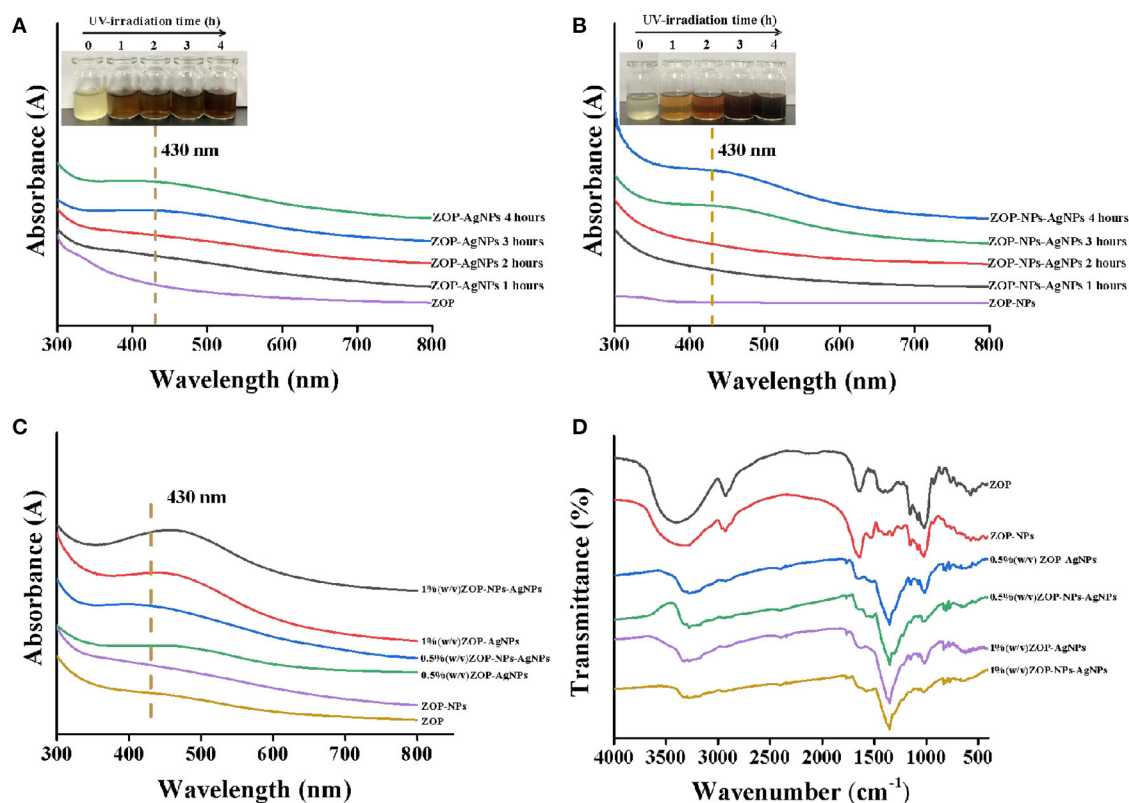 A
UV-irradiation time (h)
0 1 2 3 4
430 nm
Absorbance (A)
ZOP-AgNPs 4 hours
ZOP-AgNPs 3 hours
ZOP-AgNPs 2 hours
ZOP-AgNPs 1 hours
ZOP
300 400 500 600 700 800
Wavelength (nm)
B
UV-irradiation time (h)
0 1 2 3 4
430 nm
Absorbance (A)
ZOP-NPs-AgNPs 4 hours
ZOP-NPs-AgNPs 3 hours
ZOP-NPs-AgNPs 2 hours
ZOP-NPs-AgNPs 1 hours
ZOP-NPs
300 400 500 600 700 800
Wavelength (nm)
C
430 nm
Absorbance (A)
1%(w/v)ZOP-NPs-AgNPs
1%(w/v)ZOP-AgNPs
0.5%(w/v)ZOP-NPs-AgNPs
0.5%(w/v)ZOP-AgNPs
ZOP-NPs
ZOP
300 400 500 600 700 800
Wavelength (nm)
D
Transmittance (%)
ZOP
ZOP-NPs
0.5%(w/v) ZOP-AgNPs
0.5%(w/v)ZOP-NPs-AgNPs
1%(w/v)ZOP-AgNPs
1%(w/v)ZOP-NPs-AgNPs
4000 3500 3000 2500 2000 1500 1000 500
Wavenumber (cm⁻¹)